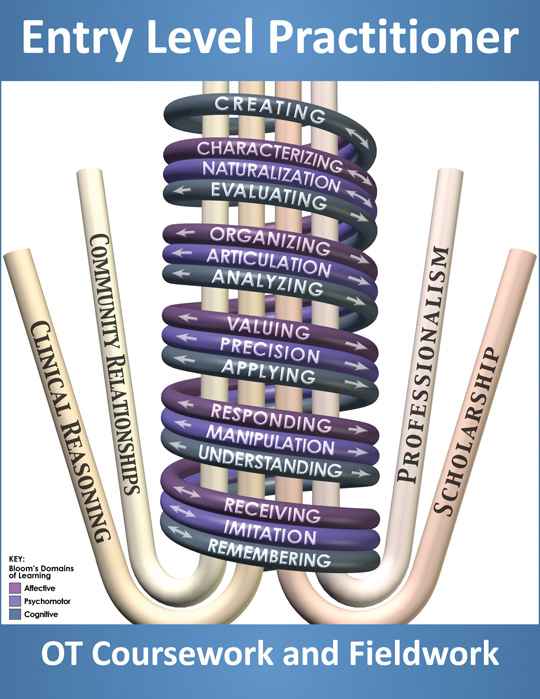 Entry Level Practitioner
CREATING
CHARACTERIZING
NATURALIZATION
EVALUATING
ORGANIZING
ARTICULATION
ANALYZING
VALUING
PRECISION
APPLYING
RESPONDING
MANIPULATION
UNDERSTANDING
RECEIVING
IMITATION
REMEMBERING
CLINICAL REASONING
COMMUNITY RELATIONSHIPS
PROFESSIONALISM
SCHOLARSHIP
KEY:
Bloom's Domains
of Learning
Affective
Psychomotor
Cognitive
OT Coursework and Fieldwork